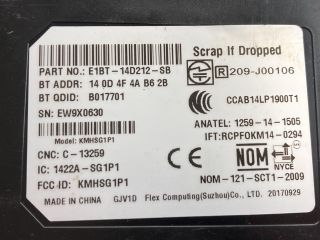 Scrap If Dropped
PART NO.: E1BT-14D212-SB
R 209-J00106
BT ADDR: 14 0D 4F 4A B6 2B
BT QDID: B017701
CCAB14LP1900T1
SN: EW9X0630
ANATEL: 1259-14-1505
Model: KMHSG1P1
IFT:RCPFOKM14-0294
CNC: C-13259
IC: 1422A-SG1P1
NOM
NYCE
FCC ID: KMHSG1P1
NOM-121-SCT1-2009
MADE IN CHINA GJV1D Flex Computing(Suzhou)Co., LTD 20170929